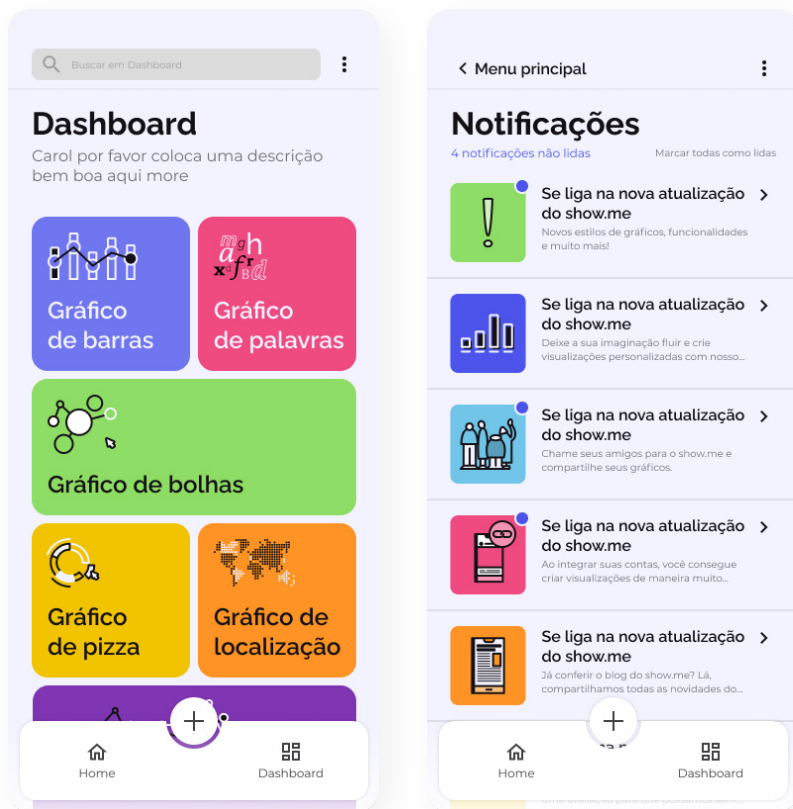 Buscar em Dashboard
Dashboard
Carol por favor coloca uma descrição
bem boa aqui more
Gráfico
de barras
Gráfico
de palavras
Gráfico de bolhas
Gráfico
de pizza
Gráfico de
localização
Home
Dashboard
Menu principal
Notificações
4 notificações não lidas
Marcar todas como lidas
Se liga na nova atualização
do show.me
Novos estilos de gráficos, funcionalidades
e muito mais!
Se liga na nova atualização
do show.me
Deixe a sua imaginação fluir e crie
visualizações personalizadas com nosso...
Se liga na nova atualização
do show.me
Chame seus amigos para o show.me e
compartilhe seus gráficos.
Se liga na nova atualização
do show.me
Ao integrar suas contas, você consegue
criar visualizações de maneira muito...
Se liga na nova atualização
do show.me
Já conferir o blog do show.me? Lá,
compartilhamos todas as novidades do...
Home
Dashboard